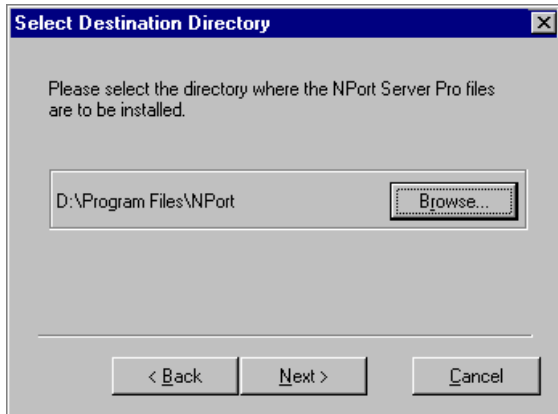 Select Destination Directory
Please select the directory where the NPort Server Pro files
are to be installed.
D:\Program Files\NPort
Browse...
< Back
Next >
Cancel